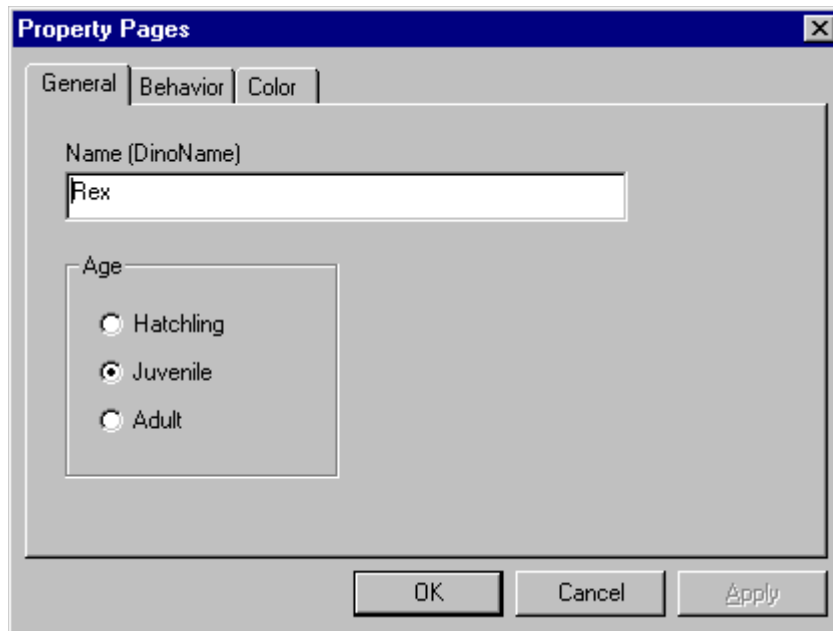 Property Pages
General Behavior Color
Name (DinoName)
Rex
Age
Hatchling
Juvenile
Adult
OK Cancel Apply